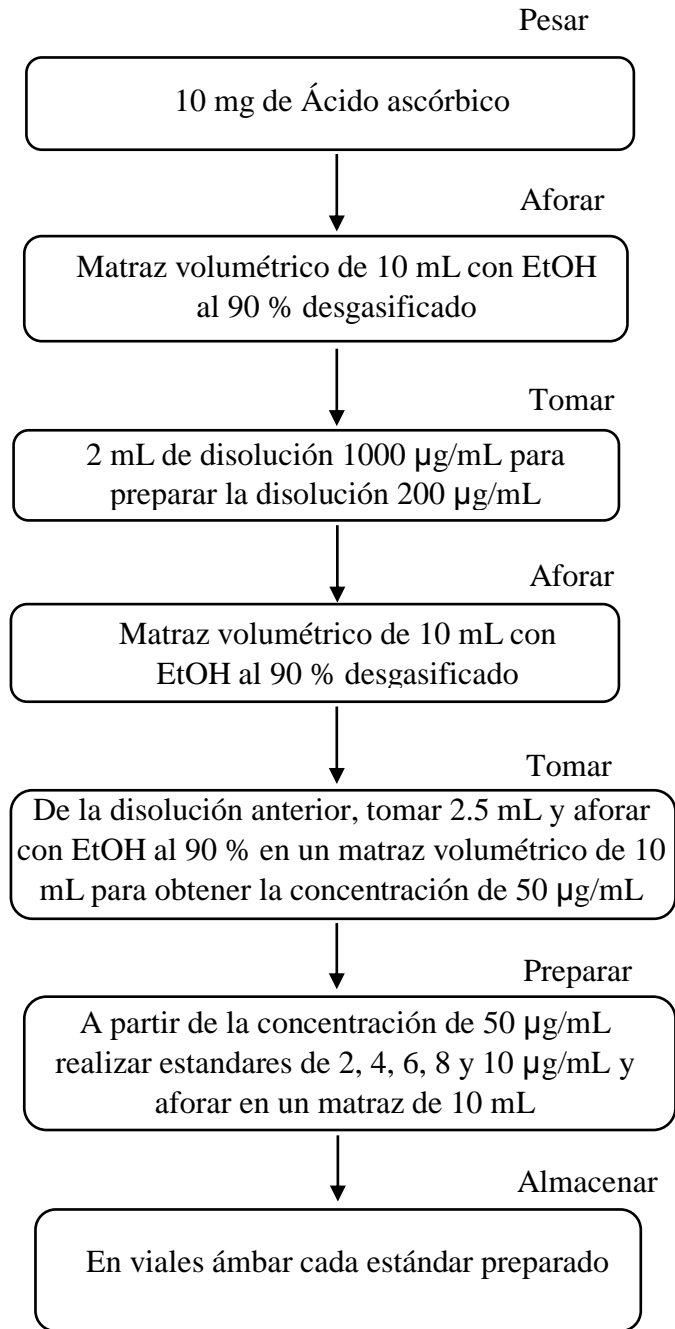 Pesar
10 mg de Ácido ascórbico
Aforar
Matraz volumétrico de 10 mL con EtOH
al 90 % desgasificado
Tomar
2 mL de disolución 1000 µg/mL para
preparar la disolución 200 µg/mL
Aforar
Matraz volumétrico de 10 mL con
EtOH al 90 % desgasificado
Tomar
De la disolución anterior, tomar 2.5 mL y aforar
con EtOH al 90 % en un matraz volumétrico de 10
mL para obtener la concentración de 50 µg/mL
Preparar
A partir de la concentración de 50 µg/mL
realizar estandares de 2, 4, 6, 8 y 10 µg/mL y
aforar en un matraz de 10 mL
Almacenar
En viales ámbar cada estándar preparado